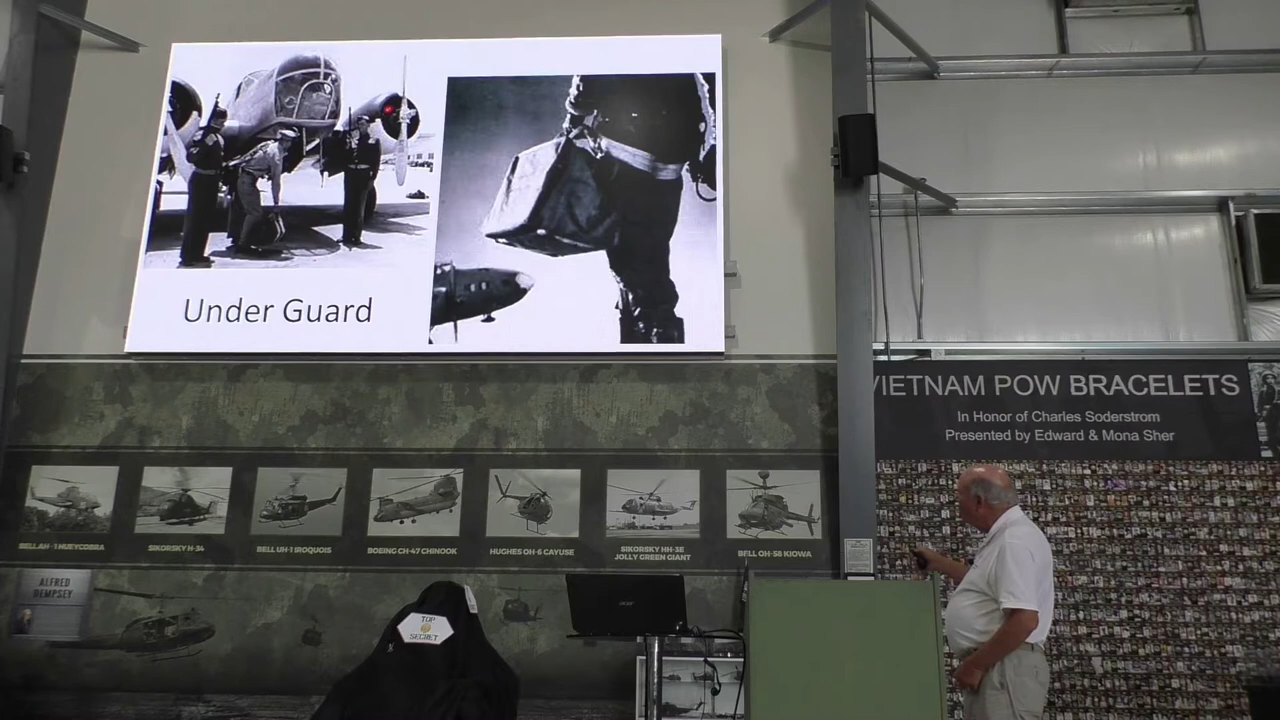 Under Guard
VIETNAM POW BRACELETS
In Honor of Charles Soderstrom
Presented by Edward & Mona Sher
BELL AH-1 HUEYCOBRA
SIKORSKY H-34
BELL UH-1 IROQUOIS
BOEING CH-47 CHINOOK
HUGHES OH-6 CAYUSE
SIKORSKY HH-3E
JOLLY GREEN GIANT
BELL OH-58 KIOWA
ALFRED
DEMPSEY
TOP
SECRET
acer